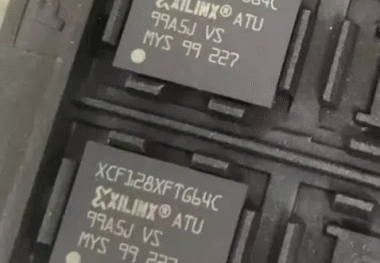 XILINX® ATU
99A5J VS
MYS 99 227
XCF128XFTG64C
XILINX® ATU
99A5J VS
MYS 99 227